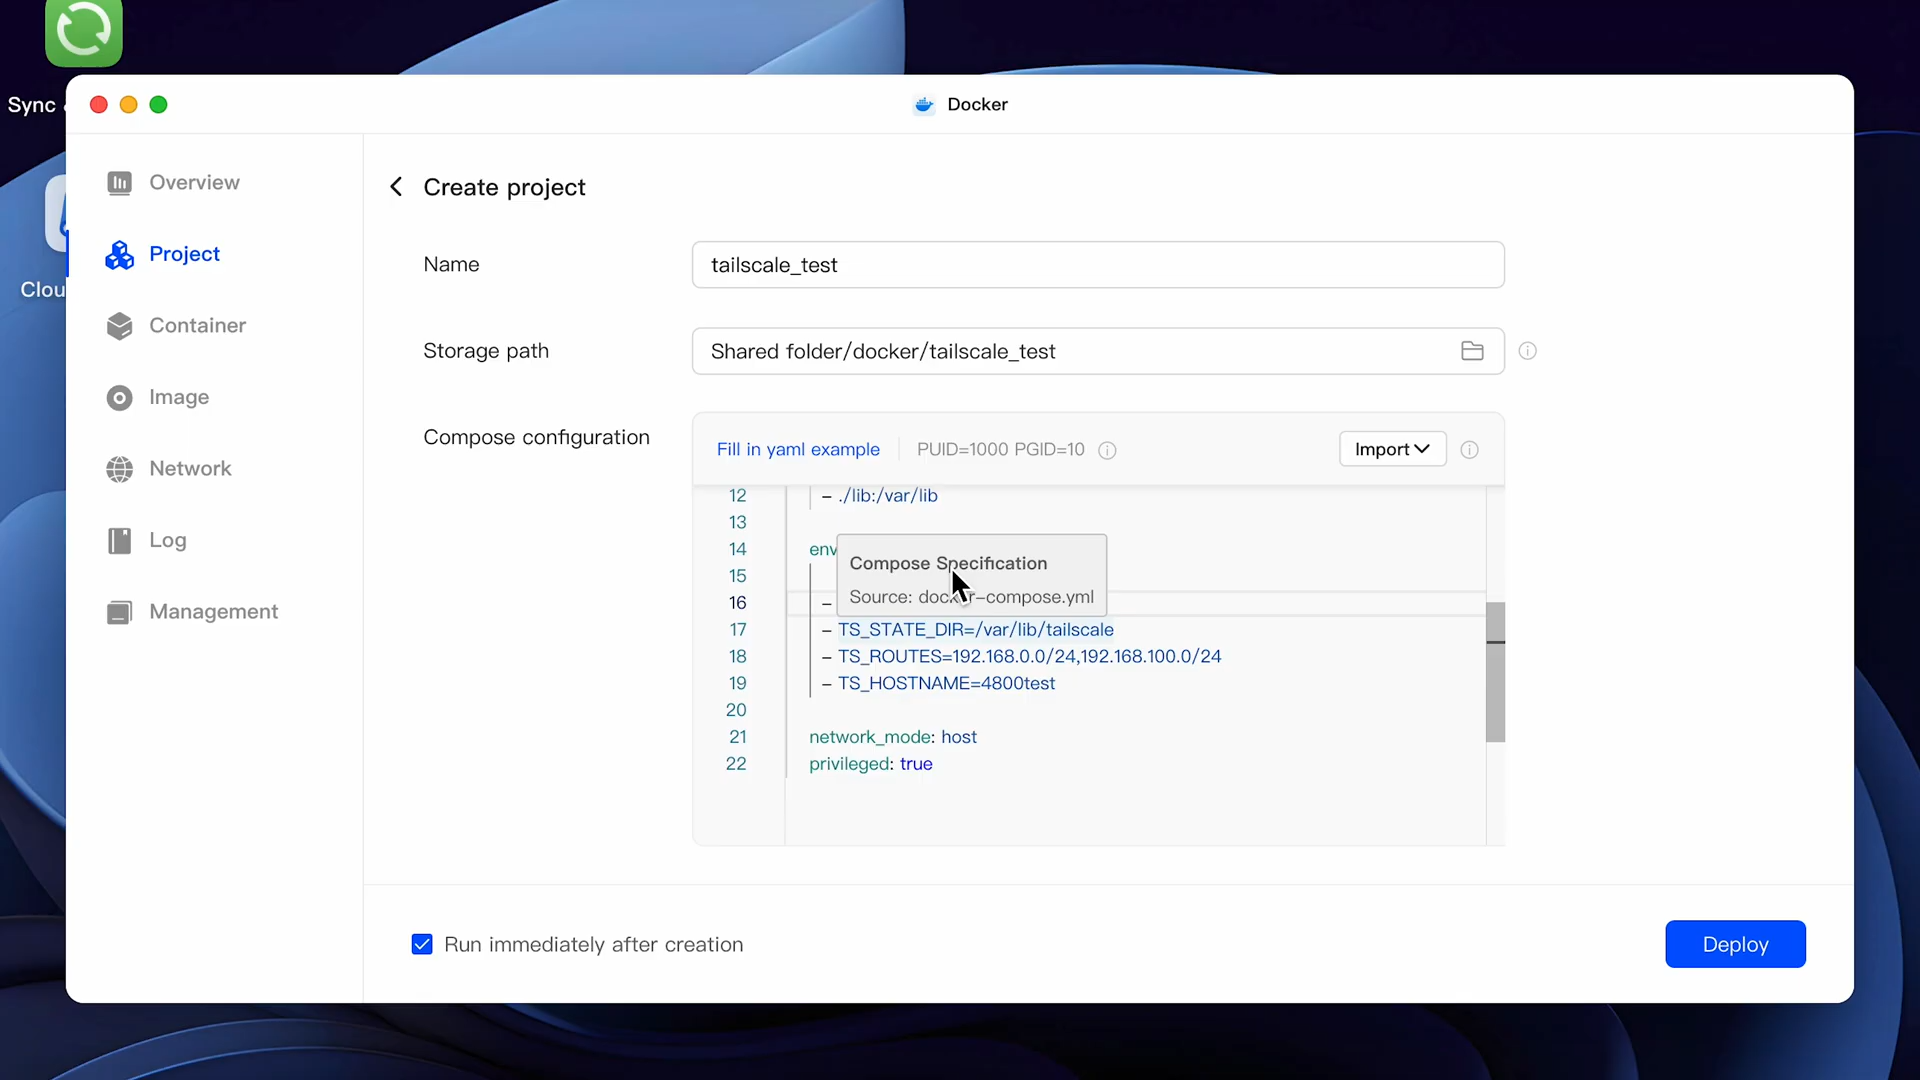 Sync
Docker
Overview
Create project
Project
Name
tailscale_test
Clou
Container
Storage path
Shared folder/docker/tailscale_test
Image
Compose configuration
Fill in yaml example
PUID=1000 PGID=10
Import
Network
12 - ./lib:/var/lib
13
Log
14 env
Compose Specification
15
Source: docker-compose.yml
16 -
Management
17 - TS_STATE_DIR=/var/lib/tailscale
18 - TS_ROUTES=192.168.0.0/24,192.168.100.0/24
19 - TS_HOSTNAME=4800test
20
21 network_mode: host
22 privileged: true
Run immediately after creation
Deploy